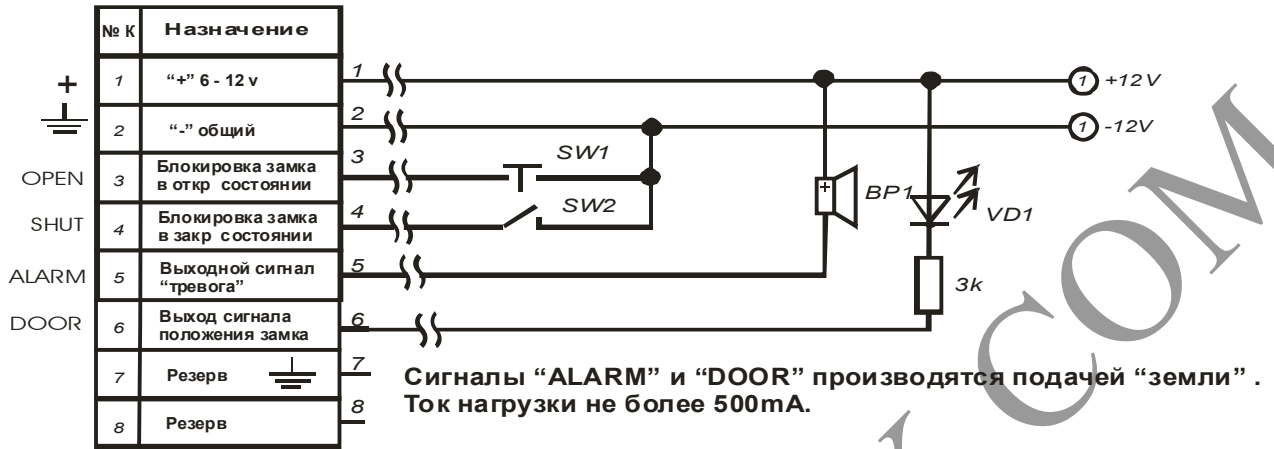 № К Назначение
+ 1 “+” 6 - 12 v 1 1 +12V
2 “-” общий 2 1 -12V
OPEN 3 Блокировка замка
в откр состоянии 3 SW1
SHUT 4 Блокировка замка
в закр состоянии 4 SW2
BP1 VD1
ALARM 5 Выходной сигнал
“тревога” 5 3k
DOOR 6 Выход сигнала
положения замка 6
7 Резерв 7
8 Резерв 8
Сигналы “ALARM” и “DOOR” производятся подачей “земли” .
Ток нагрузки не более 500mA.
COM